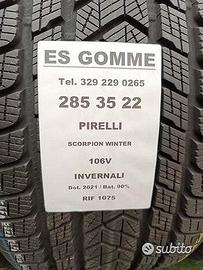 ES GOMME
Tel. 329 229 0265
285 35 22
PIRELLI
SCORPION WINTER
106V
INVERNALI
Dot. 2021 / Bat. 90%
RIF 1075
subito